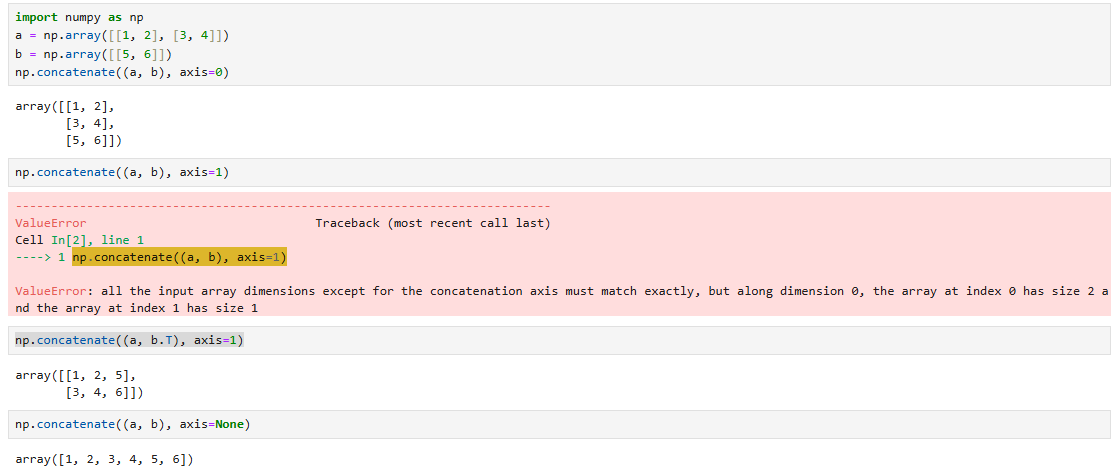 import numpy as np
a = np.array([[1, 2], [3, 4]])
b = np.array([[5, 6]])
np.concatenate((a, b), axis=0)
array([[1, 2],
       [3, 4],
       [5, 6]])
np.concatenate((a, b), axis=1)
---------------------------------------------------------------------------
ValueError                                Traceback (most recent call last)
Cell In[2], line 1
----> 1 np.concatenate((a, b), axis=1)
ValueError: all the input array dimensions except for the concatenation axis must match exactly, but along dimension 0, the array at index 0 has size 2 a
nd the array at index 1 has size 1
np.concatenate((a, b.T), axis=1)
array([[1, 2, 5],
       [3, 4, 6]])
np.concatenate((a, b), axis=None)
array([1, 2, 3, 4, 5, 6])